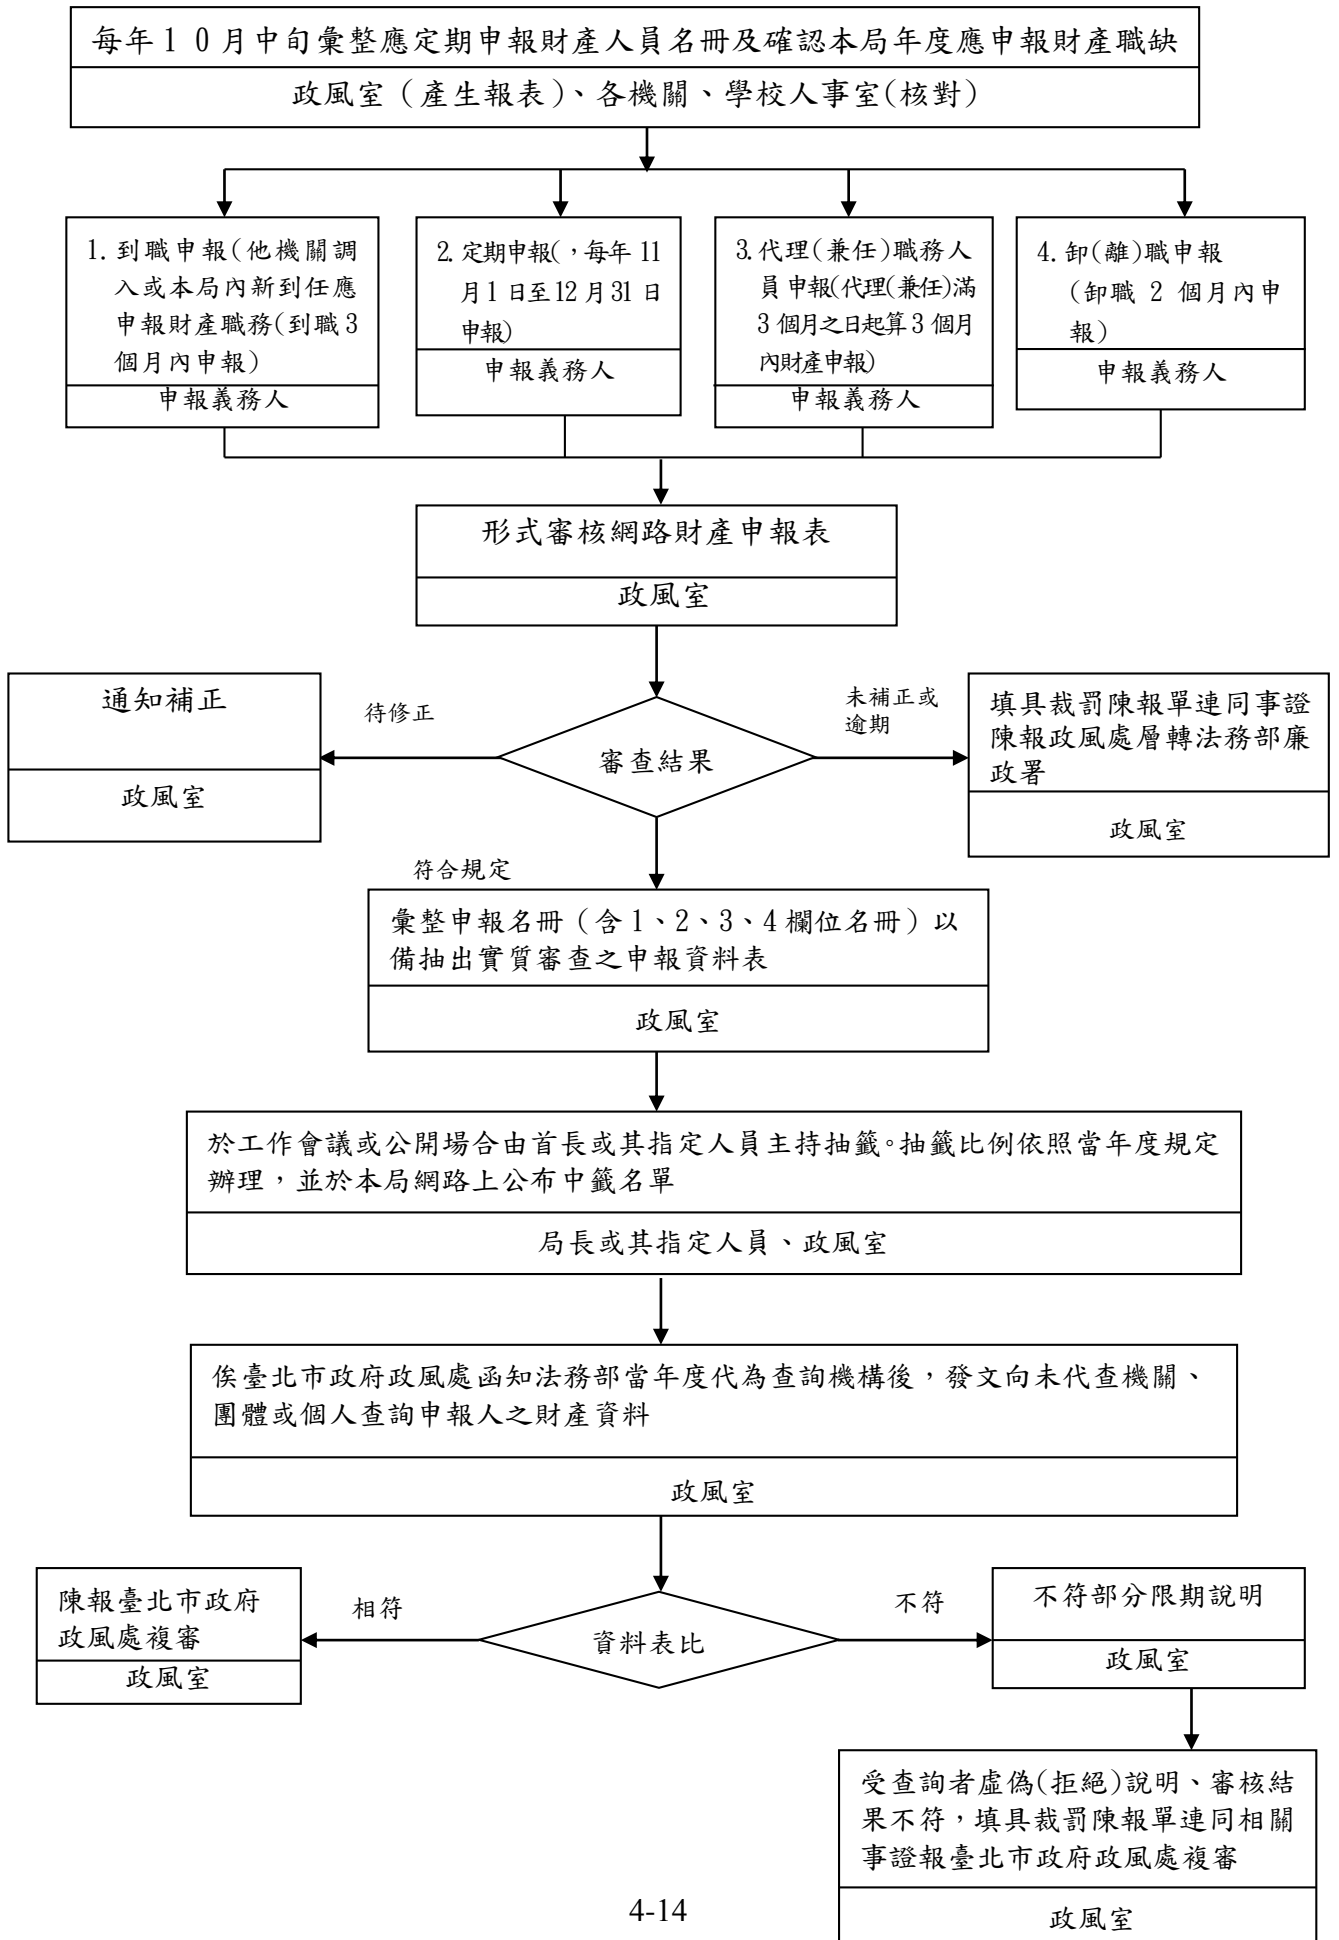 每年10月中旬彙整應定期申報財產人員名冊及確認本局年度應申報財產職缺
政風室（產生報表）、各機關、學校人事室(核對)
1. 到職申報(他機關調
入或本局內新到任應
申報財產職務(到職3
個月內申報)
申報義務人
2. 定期申報(，每年 11
月1 日至12 月31 日
申報)
申報義務人
3. 代理(兼任)職務人
員申報(代理(兼任)滿
3 個月之日起算 3 個月
內財產申報)
申報義務人
4. 卸(離)職申報
(卸職 2 個月內申
報)
申報義務人
形式審核網路財產申報表
政風室
通知補正
政風室
待修正
審查結果
未補正或
逾期
填具裁罰陳報單連同事證
陳報政風處層轉法務部廉
政署
政風室
符合規定
彙整申報名冊（含1、2、3、4欄位名冊）以
備抽出實質審查之申報資料表
政風室
於工作會議或公開場合由首長或其指定人員主持抽籤。抽籤比例依照當年度規定
辦理，並於本局網路上公布中籤名單
局長或其指定人員、政風室
俟臺北市政府政風處函知法務部當年度代為查詢機構後，發文向未代查機關、
團體或個人查詢申報人之財產資料
政風室
陳報臺北市政府
政風處複審
政風室
相符
資料表比
不符
不符部分限期說明
政風室
受查詢者虛偽(拒絕)說明、審核結
果不符，填具裁罰陳報單連同相關
事證報臺北市政府政風處複審
政風室
4-14